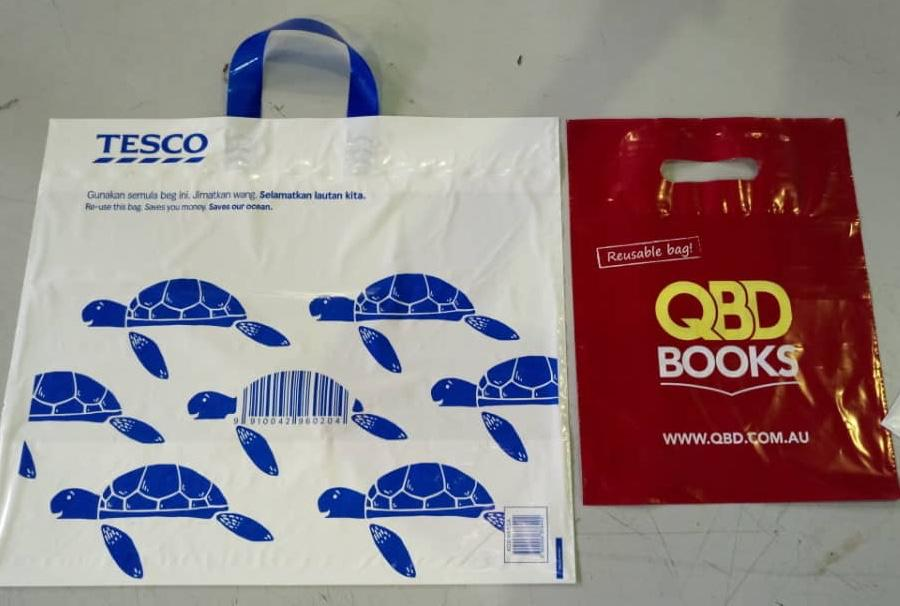 TESCO
Gunakan semula beg ini. Jimatkan wang. Selamatkan lautan kita.
Re-use this bag. Saves you money. Saves our ocean.
9 910042 960204
Reusable bag!
QBD
BOOKS
WWW.QBD.COM.AU